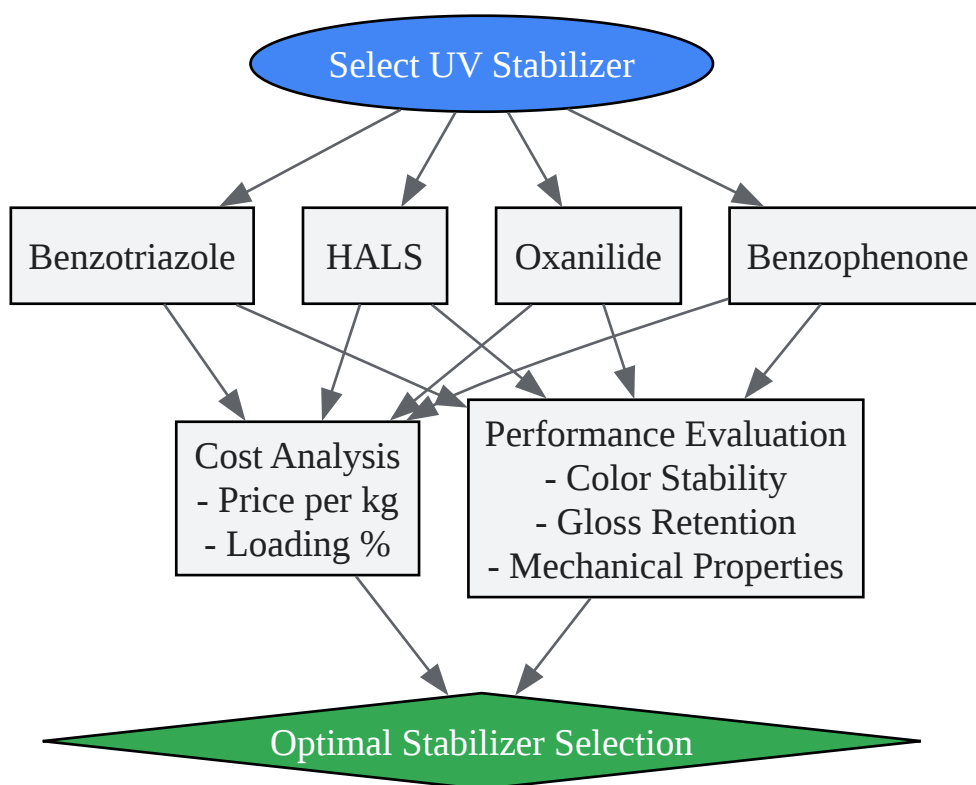 Select UV Stabilizer
Benzotriazole
HALS
Oxanilide
Benzophenone
Cost Analysis
- Price per kg
- Loading %
Performance Evaluation
- Color Stability
- Gloss Retention
- Mechanical Properties
Optimal Stabilizer Selection